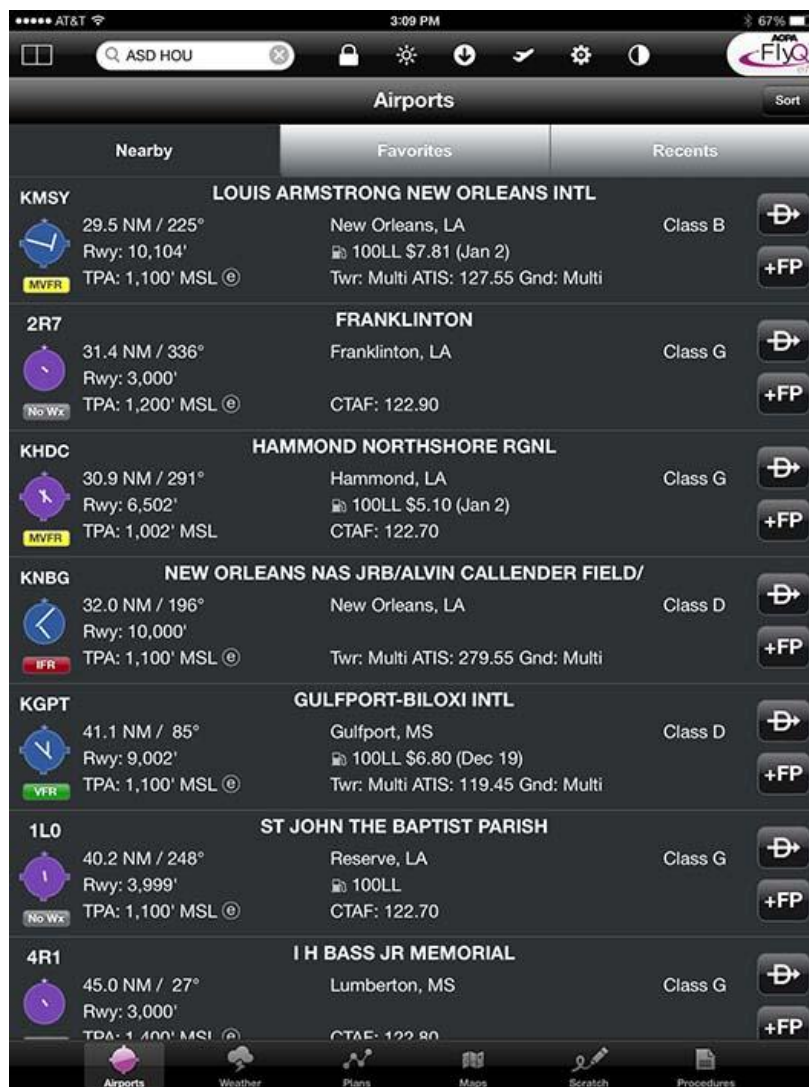 AT&T 3:09 PM 67%
ASD HOU AOPA FlyQ
Airports Sort
Nearby Favorites Recents
KMSY LOUIS ARMSTRONG NEW ORLEANS INTL
29.5 NM / 225° New Orleans, LA Class B
Rwy: 10,104' 100LL $7.81 (Jan 2)
MVFR TPA: 1,100' MSL ⓔ Twr: Multi ATIS: 127.55 Gnd: Multi +FP
2R7 FRANKLINTON
31.4 NM / 336° Franklinton, LA Class G
Rwy: 3,000'
No Wx TPA: 1,200' MSL ⓔ CTAF: 122.90 +FP
KHDC HAMMOND NORTHSHORE RGNL
30.9 NM / 291° Hammond, LA Class G
Rwy: 6,502' 100LL $5.10 (Jan 2)
MVFR TPA: 1,002' MSL CTAF: 122.70 +FP
KNBG NEW ORLEANS NAS JRB/ALVIN CALLENDER FIELD/
32.0 NM / 196° New Orleans, LA Class D
Rwy: 10,000'
IFR TPA: 1,100' MSL ⓔ Twr: Multi ATIS: 279.55 Gnd: Multi +FP
KGPT GULFPORT-BILOXI INTL
41.1 NM / 85° Gulfport, MS Class D
Rwy: 9,002' 100LL $6.80 (Dec 19)
VFR TPA: 1,100' MSL ⓔ Twr: Multi ATIS: 119.45 Gnd: Multi +FP
1L0 ST JOHN THE BAPTIST PARISH
40.2 NM / 248° Reserve, LA Class G
Rwy: 3,999' 100LL
No Wx TPA: 1,100' MSL ⓔ CTAF: 122.70 +FP
4R1 I H BASS JR MEMORIAL
45.0 NM / 27° Lumberton, MS Class G
Rwy: 3,000'
TPA: 1,400' MSL ⓔ CTAF: 122.80 +FP
Airports Weather Plans Maps Scratch Procedures